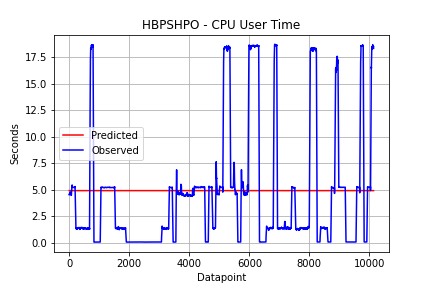 HBPSHPO - CPU User Time
17.5
15.0
12.5
10.0
7.5
5.0
2.5
0.0
Seconds
Predicted
Observed
0 2000 4000 6000 8000 10000
Datapoint